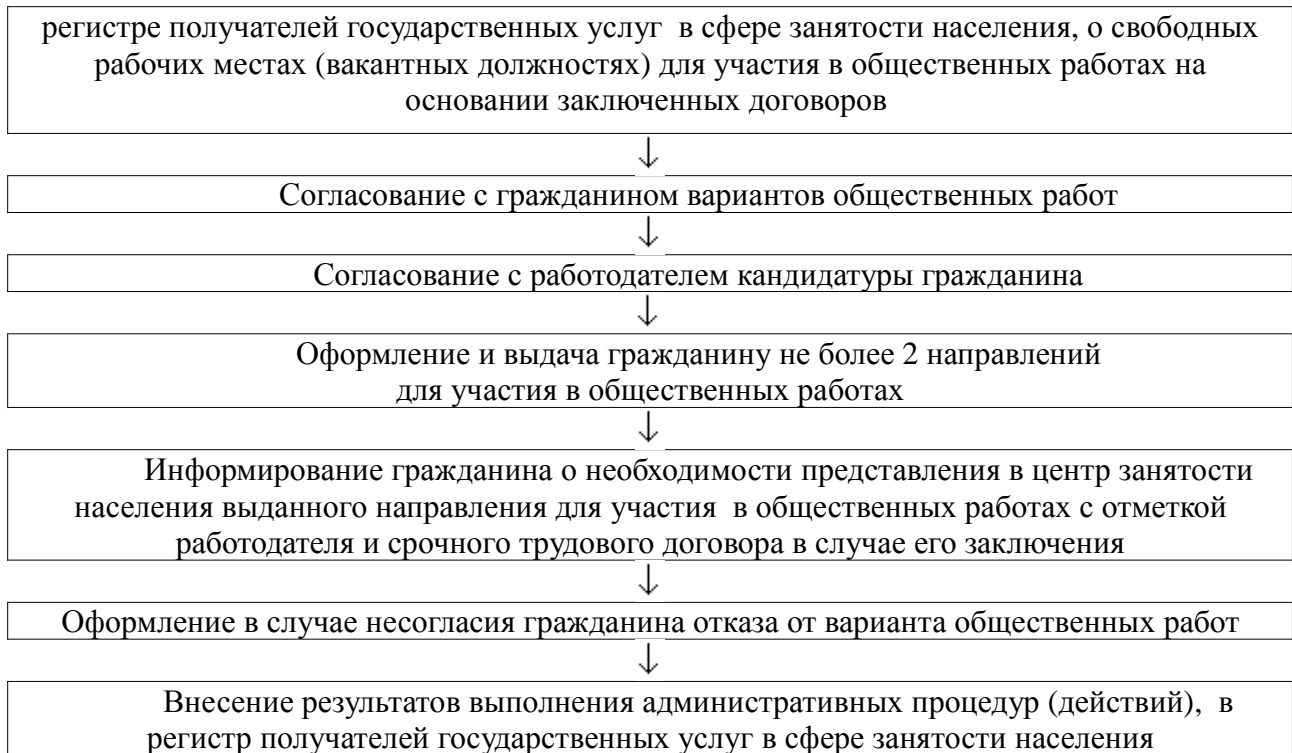 регистре получателей государственных услуг в сфере занятости населения, о свободных
рабочих местах (вакантных должностях) для участия в общественных работах на
основании заключенных договоров
↓
Согласование с гражданином вариантов общественных работ
↓
Согласование с работодателем кандидатуры гражданина
↓
Оформление и выдача гражданину не более 2 направлений
для участия в общественных работах
↓
Информирование гражданина о необходимости представления в центр занятости
населения выданного направления для участия в общественных работах с отметкой
работодателя и срочного трудового договора в случае его заключения
↓
Оформление в случае несогласия гражданина отказа от варианта общественных работ
↓
Внесение результатов выполнения административных процедур (действий), в
регистр получателей государственных услуг в сфере занятости населения